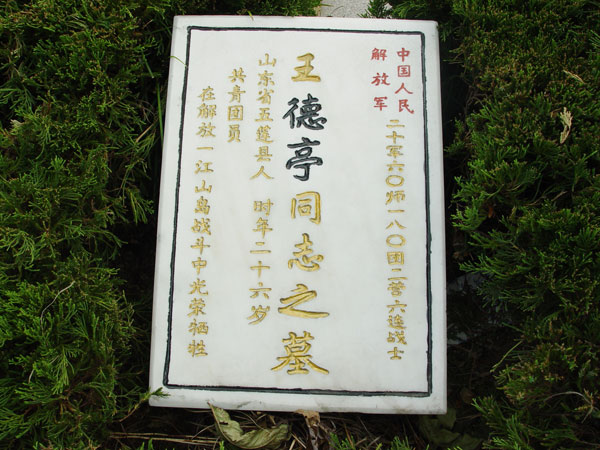 中国人民
解放军
二十军六〇师一八〇团二营六连战士
王德亭同志之墓
山东省五莲县人 时年二十六岁
共青团员
在解放一江山岛战斗中光荣牺牲